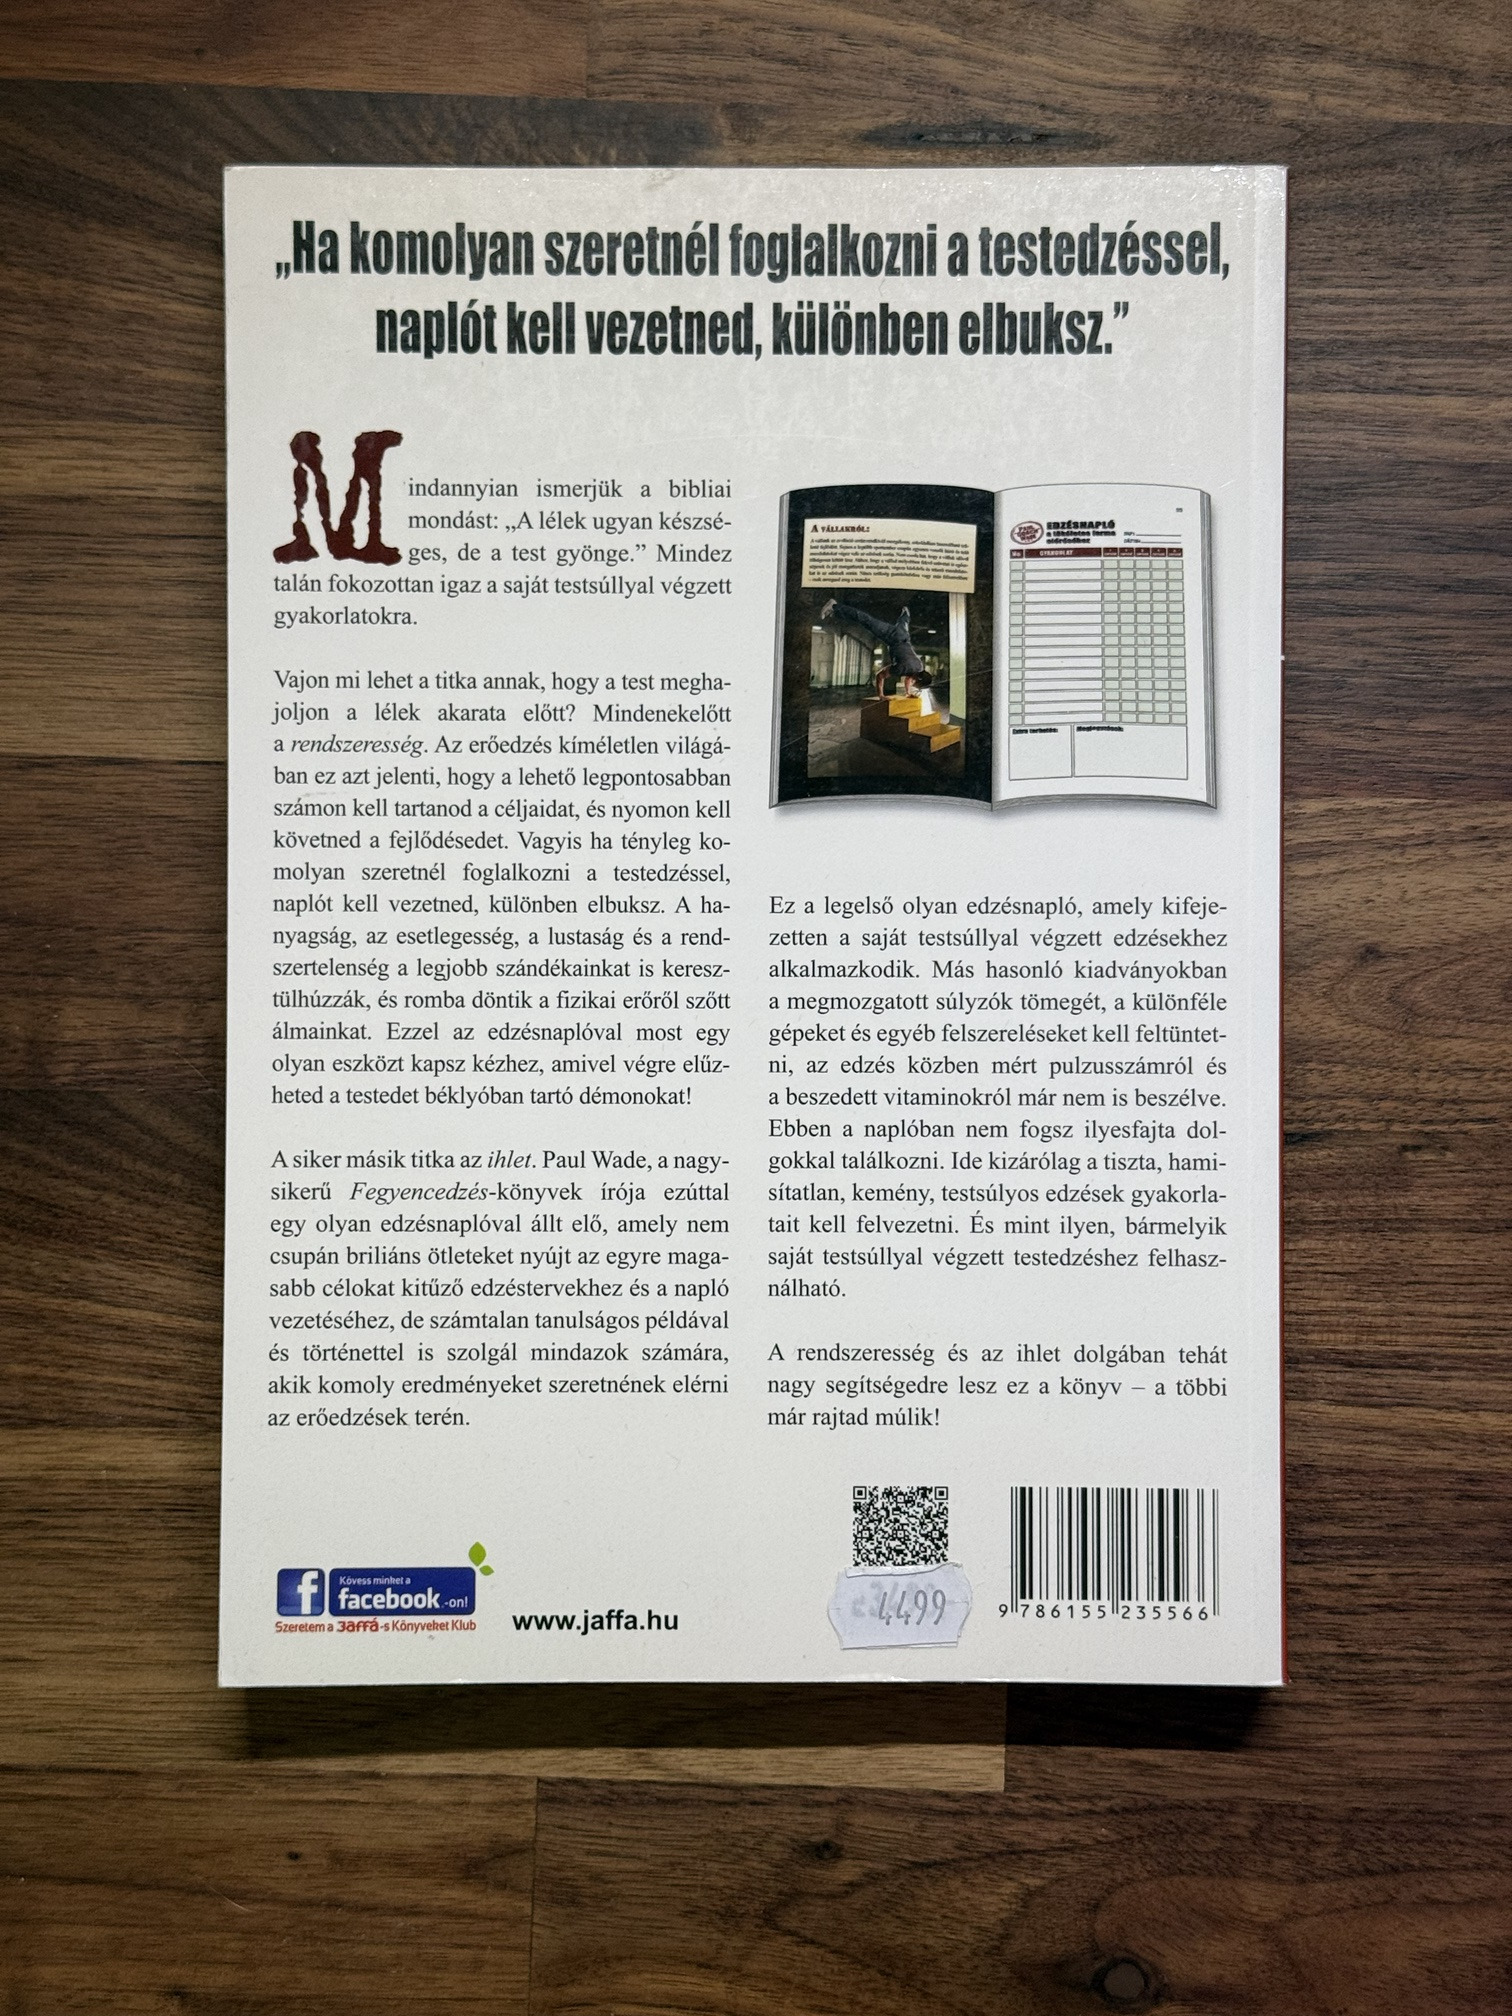 „Ha komolyan szeretnél foglalkozni a testedzéssel,
naplót kell vezetned, különben elbuksz.”
Mindannyian ismerjük a bibliai
mondást: „A lélek ugyan készsé-
ges, de a test gyönge.” Mindez
talán fokozottan igaz a saját testsúllyal végzett
gyakorlatokra.
Vajon mi lehet a titka annak, hogy a test megha-
joljon a lélek akarata előtt? Mindenekelőtt
a rendszeresség. Az erőedzés kíméletlen világá-
ban ez azt jelenti, hogy a lehető legpontosabban
számon kell tartanod a céljaidat, és nyomon kell
követned a fejlődésedet. Vagyis ha tényleg ko-
molyan szeretnél foglalkozni a testedzéssel,
naplót kell vezetned, különben elbuksz. A ha-
nyagság, az esetlegesség, a lustaság és a rend-
szertelenség a legjobb szándékainkat is keresz-
tülhúzzák, és romba döntik a fizikai erőről szőtt
álmainkat. Ezzel az edzésnaplóval most egy
olyan eszközt kapsz kézhez, amivel végre elűz-
heted a testedet béklyóban tartó démonokat!
A siker másik titka az ihlet. Paul Wade, a nagy-
sikerű Fegyencedzés-könyvek írója ezúttal
egy olyan edzésnaplóval állt elő, amely nem
csupán briliáns ötleteket nyújt az egyre maga-
sabb célokat kitűző edzéstervekhez és a napló
vezetéséhez, de számtalan tanulságos példával
és történettel is szolgál mindazok számára,
akik komoly eredményeket szeretnének elérni
az erőedzések terén.
A VÁLLAKRÓL:
EDZÉSNAPLÓ
a tökéletes forma
eléréséhez
GYAKORLAT
Extra terhelés:
Megjegyzések:
Ez a legelső olyan edzésnapló, amely kifeje-
zetten a saját testsúllyal végzett edzésekhez
alkalmazkodik. Más hasonló kiadványokban
a megmozgatott súlyzók tömegét, a különféle
gépeket és egyéb felszereléseket kell feltüntet-
ni, az edzés közben mért pulzusszámról és
a beszedett vitaminokról már nem is beszélve.
Ebben a naplóban nem fogsz ilyesfajta dol-
gokkal találkozni. Ide kizárólag a tiszta, hami-
sítatlan, kemény, testsúlyos edzések gyakorla-
tait kell felvezetni. És mint ilyen, bármelyik
saját testsúllyal végzett testedzéshez felhasz-
nálható.
A rendszeresség és az ihlet dolgában tehát
nagy segítségedre lesz ez a könyv – a többi
már rajtad múlik!
f
Kövess minket a
facebook-on!
Szeretem a Jaffá-s Könyveket Klub
www.jaffa.hu
4499
9 786155 235566